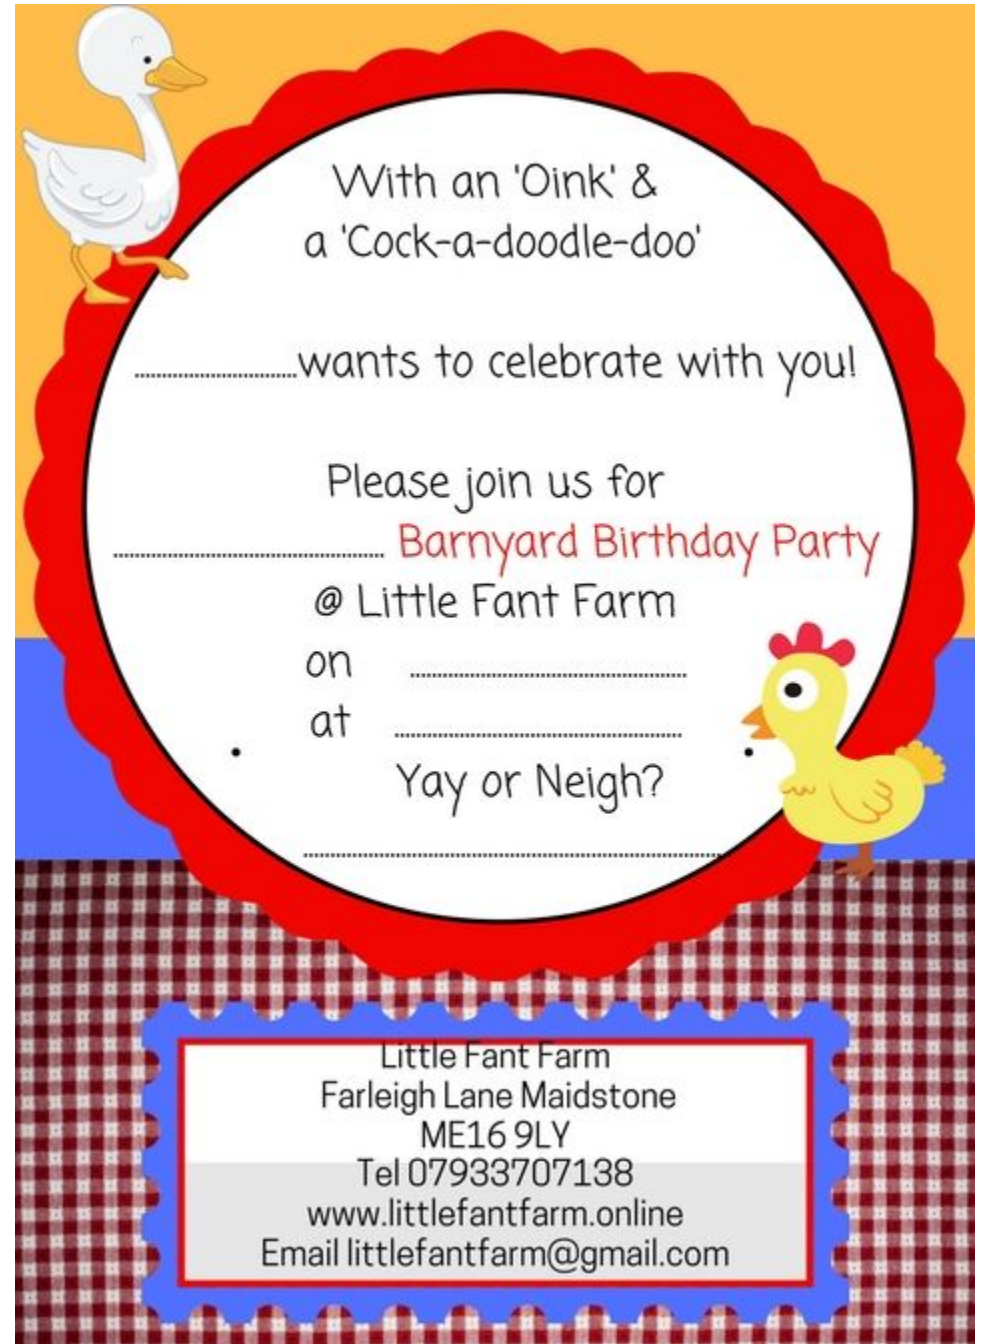 With an 'Oink' &
a 'Cock-a-doodle-doo'
....................wants to celebrate with you!
Please join us for
.................................. Barnyard Birthday Party
@ Little Fant Farm
on ..................................
at ..................................
Yay or Neigh?
....................................................
Little Fant Farm
Farleigh Lane Maidstone
ME16 9LY
Tel 07933707138
www.littlefantfarm.online
Email littlefantfarm@gmail.com